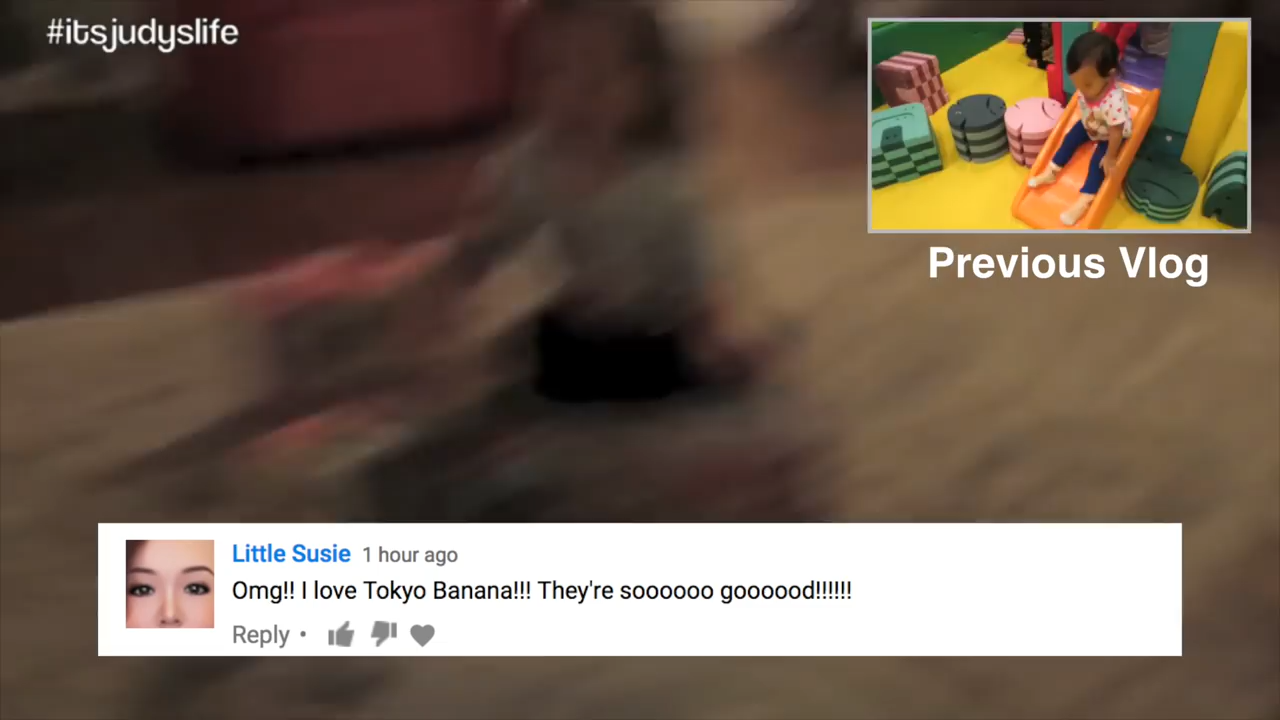 #itsjudyslife
Previous Vlog
Little Susie 1 hour ago
Omg!! I love Tokyo Banana!!! They're soooooo goooood!!!!!!
Reply •